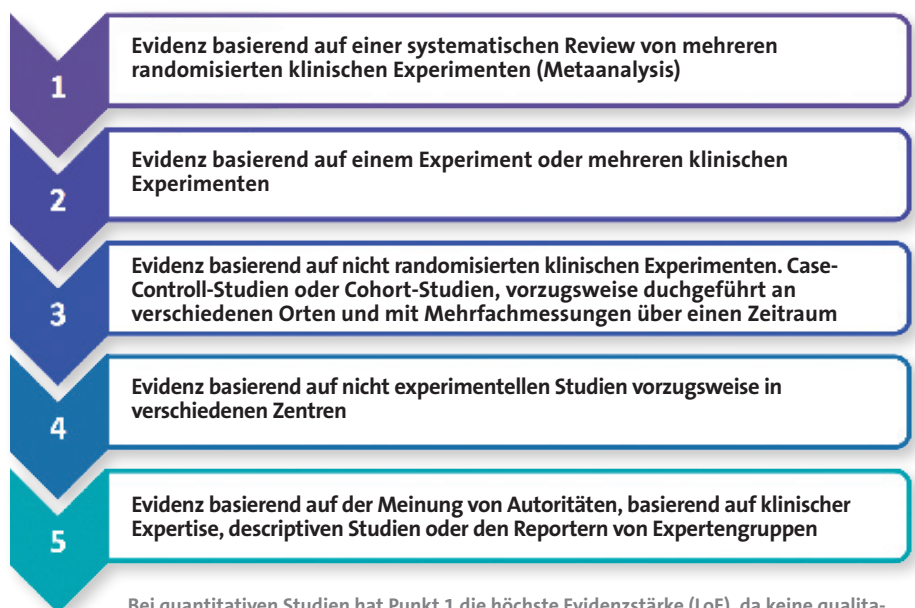 1
Evidenz basierend auf einer systematischen Review von mehreren
randomisierten klinischen Experimenten (Metaanalysis)
2
Evidenz basierend auf einem Experiment oder mehreren klinischen
Experimenten
3
Evidenz basierend auf nicht randomisierten klinischen Experimenten. Case-
Controll-Studien oder Cohort-Studien, vorzugsweise duchgeführt an
verschiedenen Orten und mit Mehrfachmessungen über einen Zeitraum
4
Evidenz basierend auf nicht experimentellen Studien vorzugsweise in
verschiedenen Zentren
5
Evidenz basierend auf der Meinung von Autoritäten, basierend auf klinischer
Expertise, descriptiven Studien oder den Reportern von Expertengruppen
Bei quantitativen Studien hat Punkt 1 die höchste Evidenzstärke (LoE), da keine qualita-